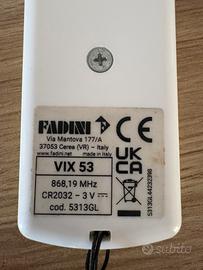 FADINI
Via Mantova 177/A
37053 Cerea (VR) – Italy
www.fadini.net made in Italy
VIX 53
868,19 MHz
CR2032 – 3 V
cod. 5313GL
CE
UK
CA
5313GL44232398
subito